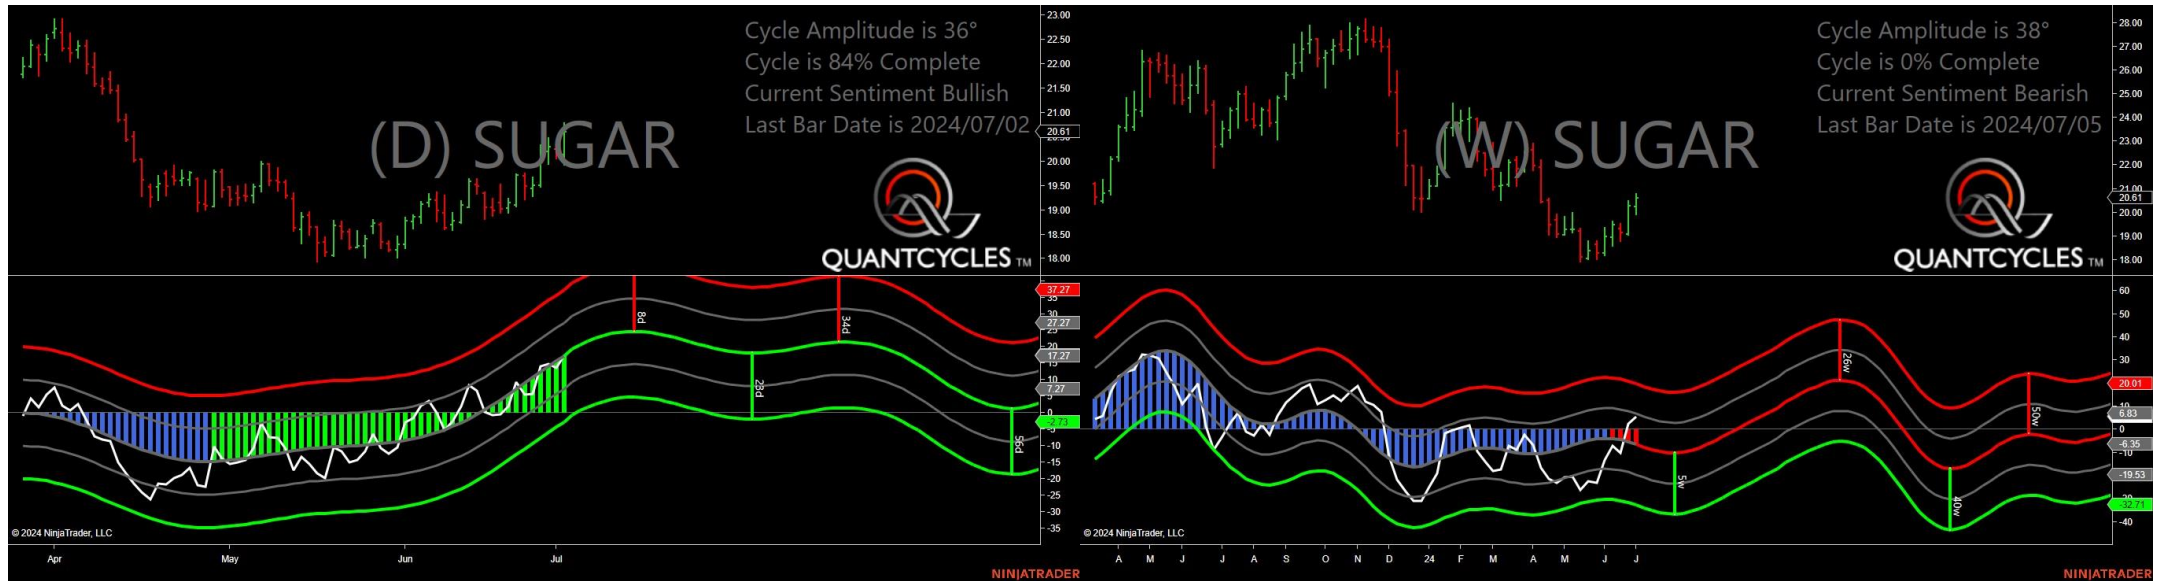 Cycle Amplitude is 36°
Cycle is 84% Complete
Current Sentiment Bullish
Last Bar Date is 2024/07/02
(D) SUGAR
QUANTCYCLES TM
23.00
22.50
22.00
21.50
21.00
20.61
20.00
19.50
19.00
18.50
18.00
37.27
35
27.27
25
17.27
10
7.27
5
0
-2.73
-5
-10
-15
-20
-25
-30
-35
8d
28d
34d
56d
© 2024 NinjaTrader, LLC
Apr
May
Jun
Jul
NINJATRADER
Cycle Amplitude is 38°
Cycle is 0% Complete
Current Sentiment Bearish
Last Bar Date is 2024/07/05
(W) SUGAR
QUANTCYCLES TM
28.00
27.00
26.00
25.00
24.00
23.00
22.00
21.00
20.61
20.00
19.00
18.00
60
50
40
30
20.01
10
6.83
0
-6.35
-10
-19.53
-32.71
-40
5w
26w
40w
50w
© 2024 NinjaTrader, LLC
A M J J A S O N D 24 F M A M J J
NINJATRADER